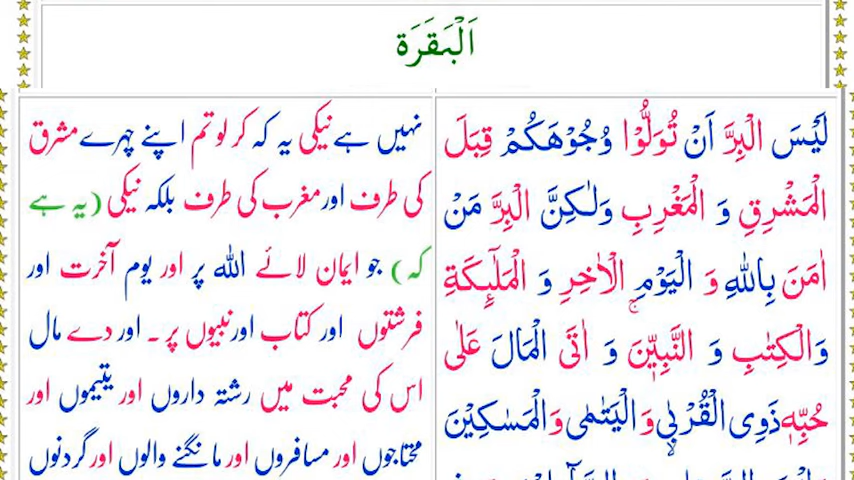 اَلْبَقَرَة
لَيْسَ الْبِرَّ اَنْ تُوَلُّوْا وُجُوْهَكُمْ قِبَلَ
الْمَشْرِقِ وَ الْمَغْرِبِ وَلٰكِنَّ الْبِرَّ مَنْ
اٰمَنَ بِاللّٰهِ وَ الْيَوْمِ الْاٰخِرِ وَ الْمَلٰٓئِكَةِ
وَالْكِتٰبِ وَ النَّبِيّٖنَ وَ اٰتَى الْمَالَ عَلٰى
حُبِّهٖ ذَوِى الْقُرْبٰى وَالْيَتٰمٰى وَالْمَسٰكِيْنَ
نہیں ہے نیکی یہ کہ کر لو تم اپنے چہرے مشرق
کی طرف اور مغرب کی طرف بلکہ نیکی (یہ ہے
کہ) جو ایمان لائے اللہ پر اور یوم آخرت اور
فرشتوں اور کتاب اور نبیوں پر ۔ اور دے مال
اس کی محبت میں رشتہ داروں اور یتیموں اور
محتاجوں اور مسافروں اور مانگنے والوں اور گردنوں